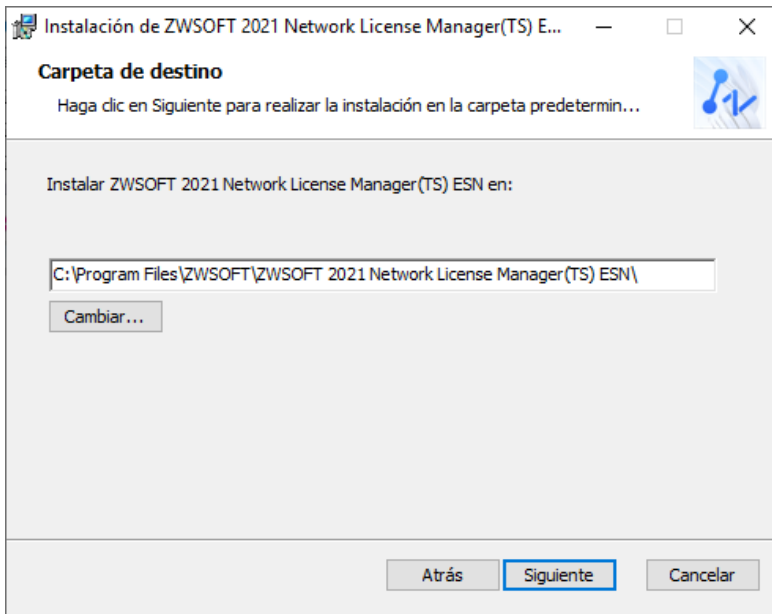 Instalación de ZWSOFT 2021 Network License Manager(TS) E...
Carpeta de destino
Haga clic en Siguiente para realizar la instalación en la carpeta predetermin...
Instalar ZWSOFT 2021 Network License Manager(TS) ESN en:
C:\Program Files\ZWSOFT\ZWSOFT 2021 Network License Manager(TS) ESN\
Cambiar...
Atrás Siguiente Cancelar